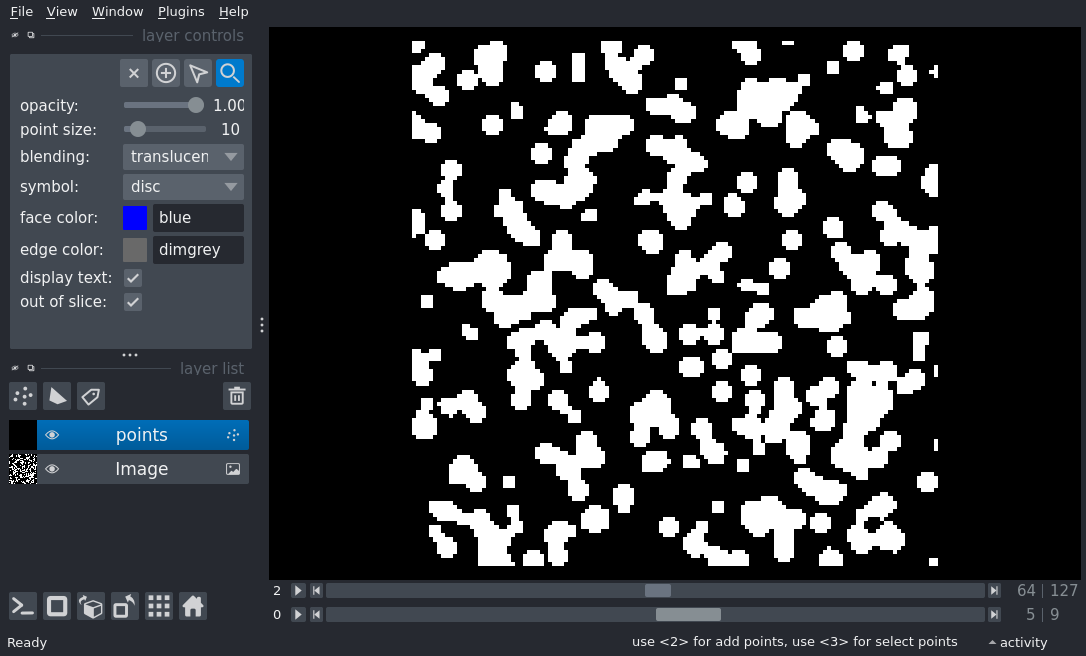 File View Window Plugins Help
layer controls
opacity: 1.00
point size: 10
blending: translucen
symbol: disc
face color: blue
edge color: dimgrey
display text:
out of slice:
layer list
points
Image
2 64 | 127
0 5 | 9
Ready use <2> for add points, use <3> for select points activity